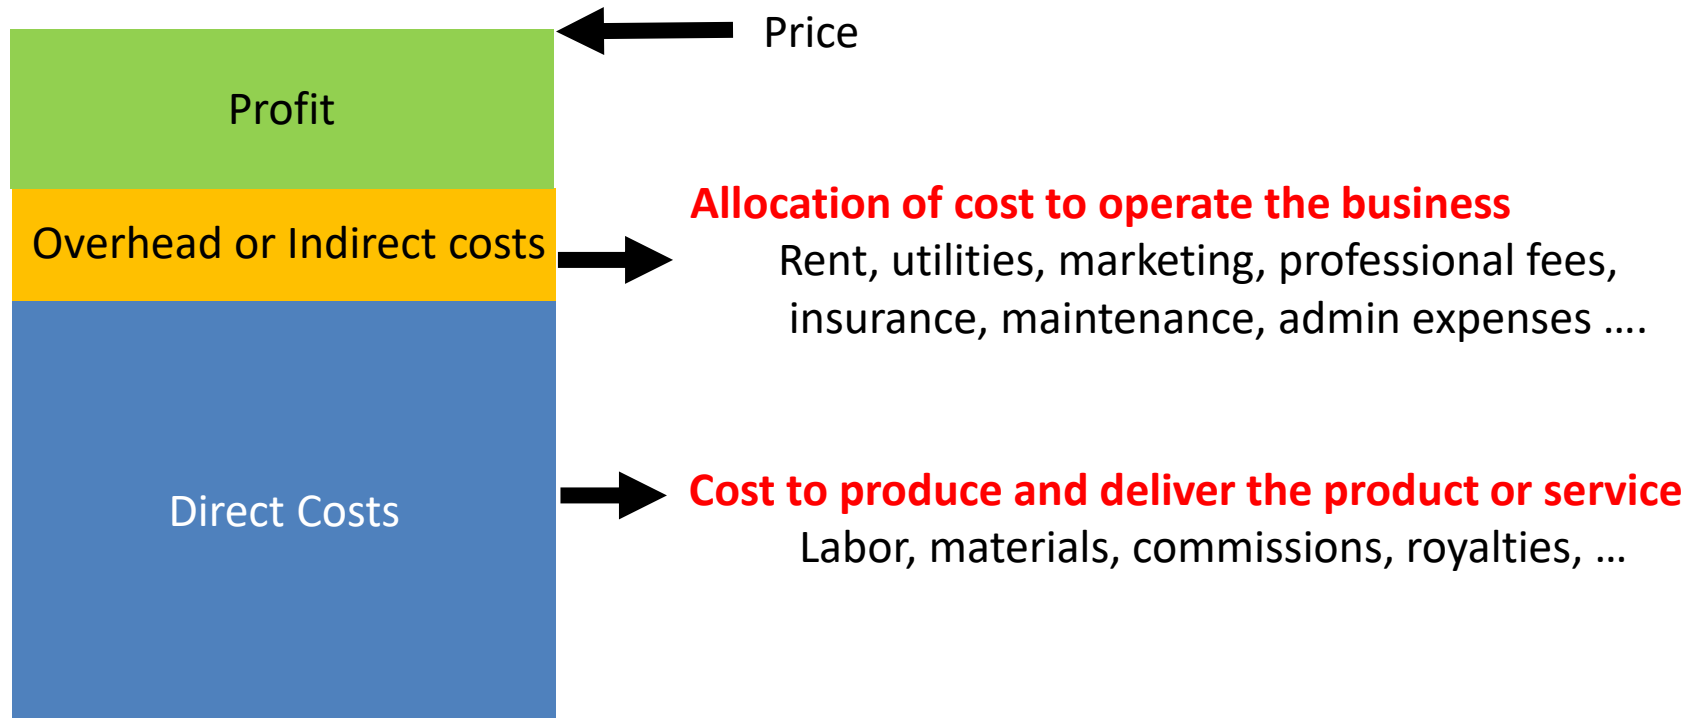 Price
Profit
Allocation of cost to operate the business
Overhead or Indirect costs
Rent, utilities, marketing, professional fees,
insurance, maintenance, admin expenses ....
Cost to produce and deliver the product or service
Direct Costs
Labor, materials, commissions, royalties, ...